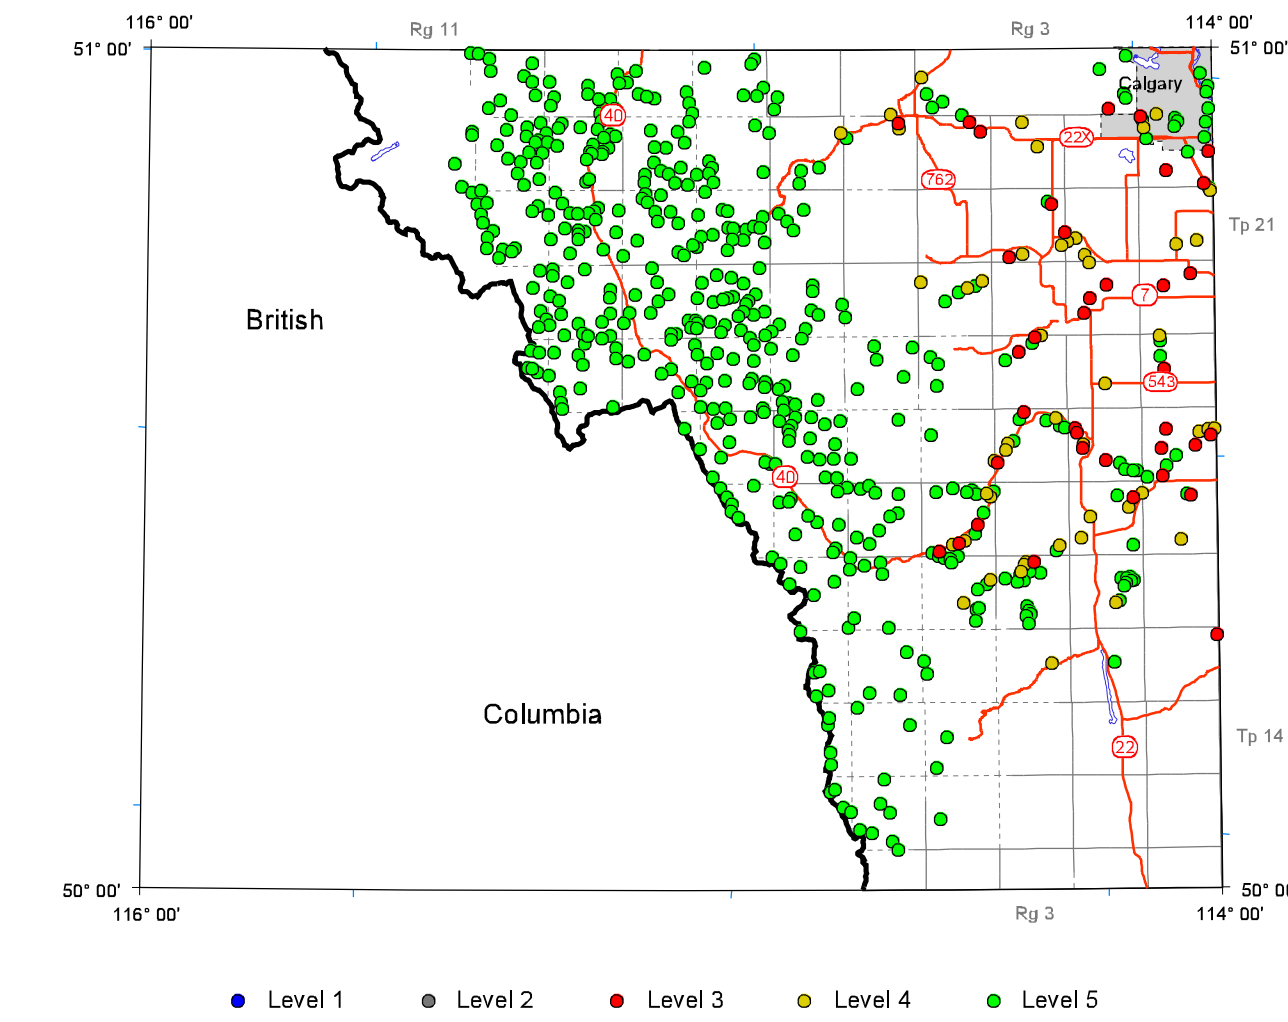 116° 00'
Rg 11
Rg 3
114° 00'
51° 00'
51° 00'
Calgary
40
22X
762
Tp 21
7
British
543
40
Columbia
Tp 14
22
50° 00'
50° 00
116° 00'
Rg 3
114° 00'
Level 1
Level 2
Level 3
Level 4
Level 5